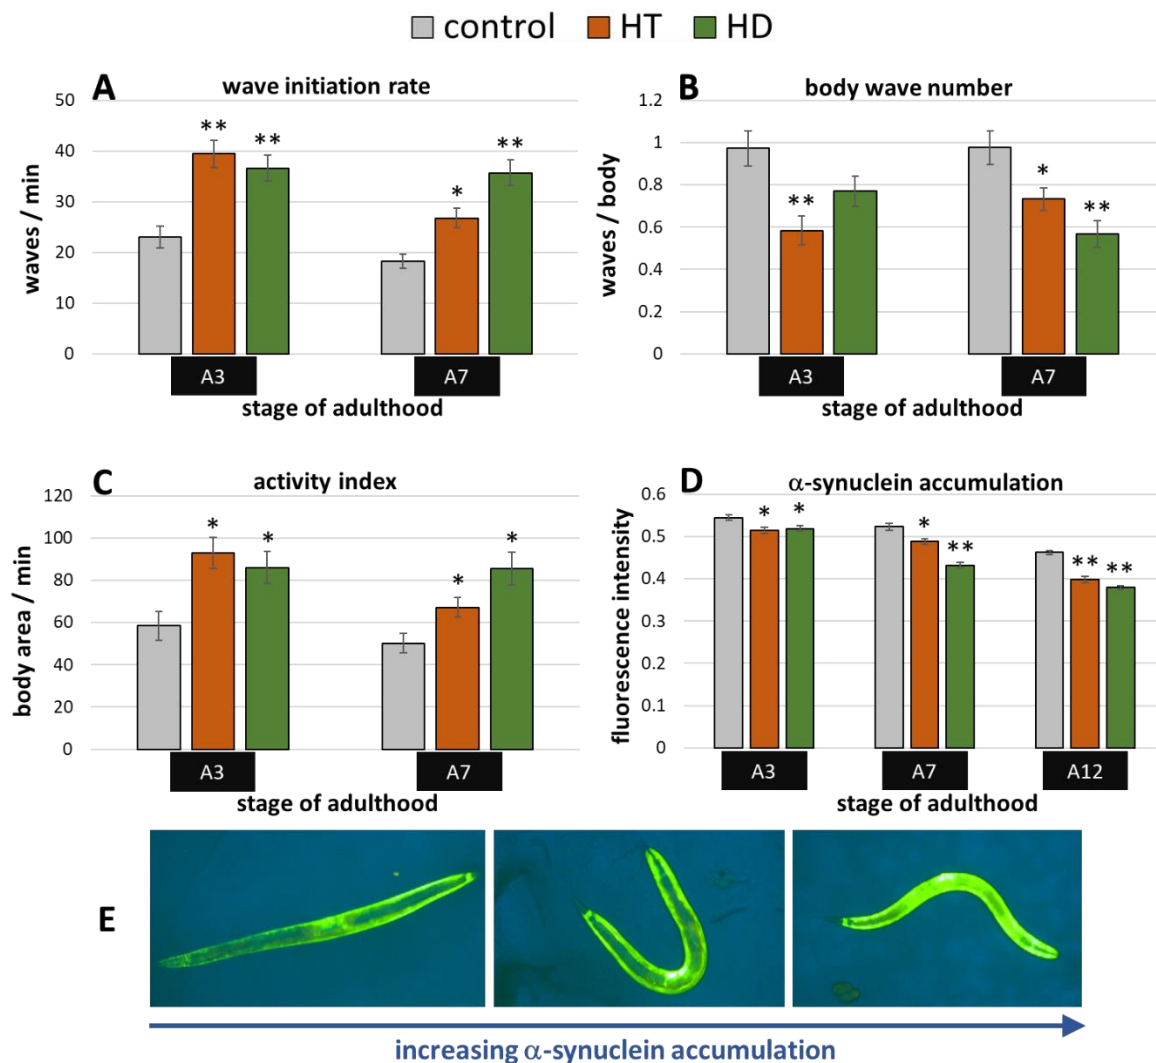 control HT HD
A wave initiation rate
waves / min
50
40
30
20
10
0
** ** * **
A3 A7
stage of adulthood
B body wave number
waves / body
1.2
1
0.8
0.6
0.4
0.2
0
** * **
A3 A7
stage of adulthood
C activity index
body area / min
120
100
80
60
40
20
0
* * * *
A3 A7
stage of adulthood
D α-synuclein accumulation
fluorescence intensity
0.6
0.5
0.4
0.3
0.2
0.1
0
* * * ** ** **
A3 A7 A12
stage of adulthood
E
increasing α-synuclein accumulation